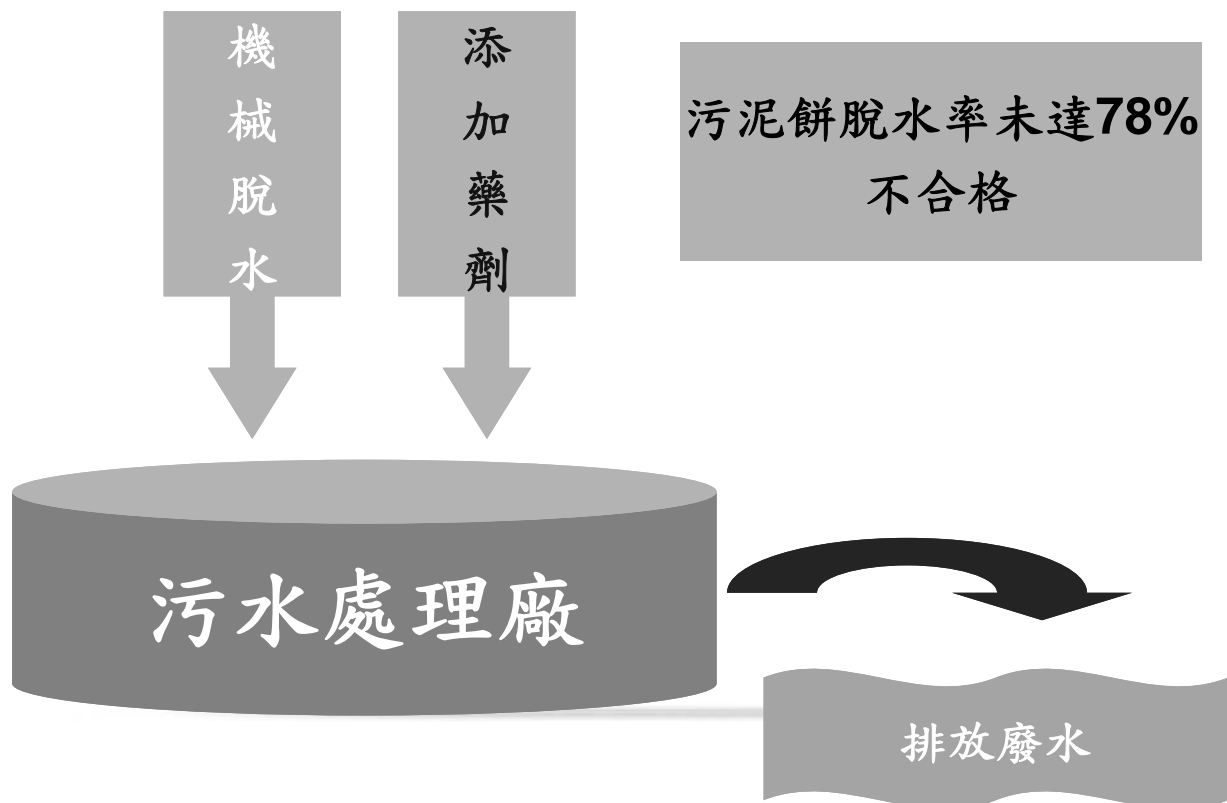 機械脫水
添加藥劑
污泥餅脫水率未達78%
不合格
污水處理廠
排放廢水